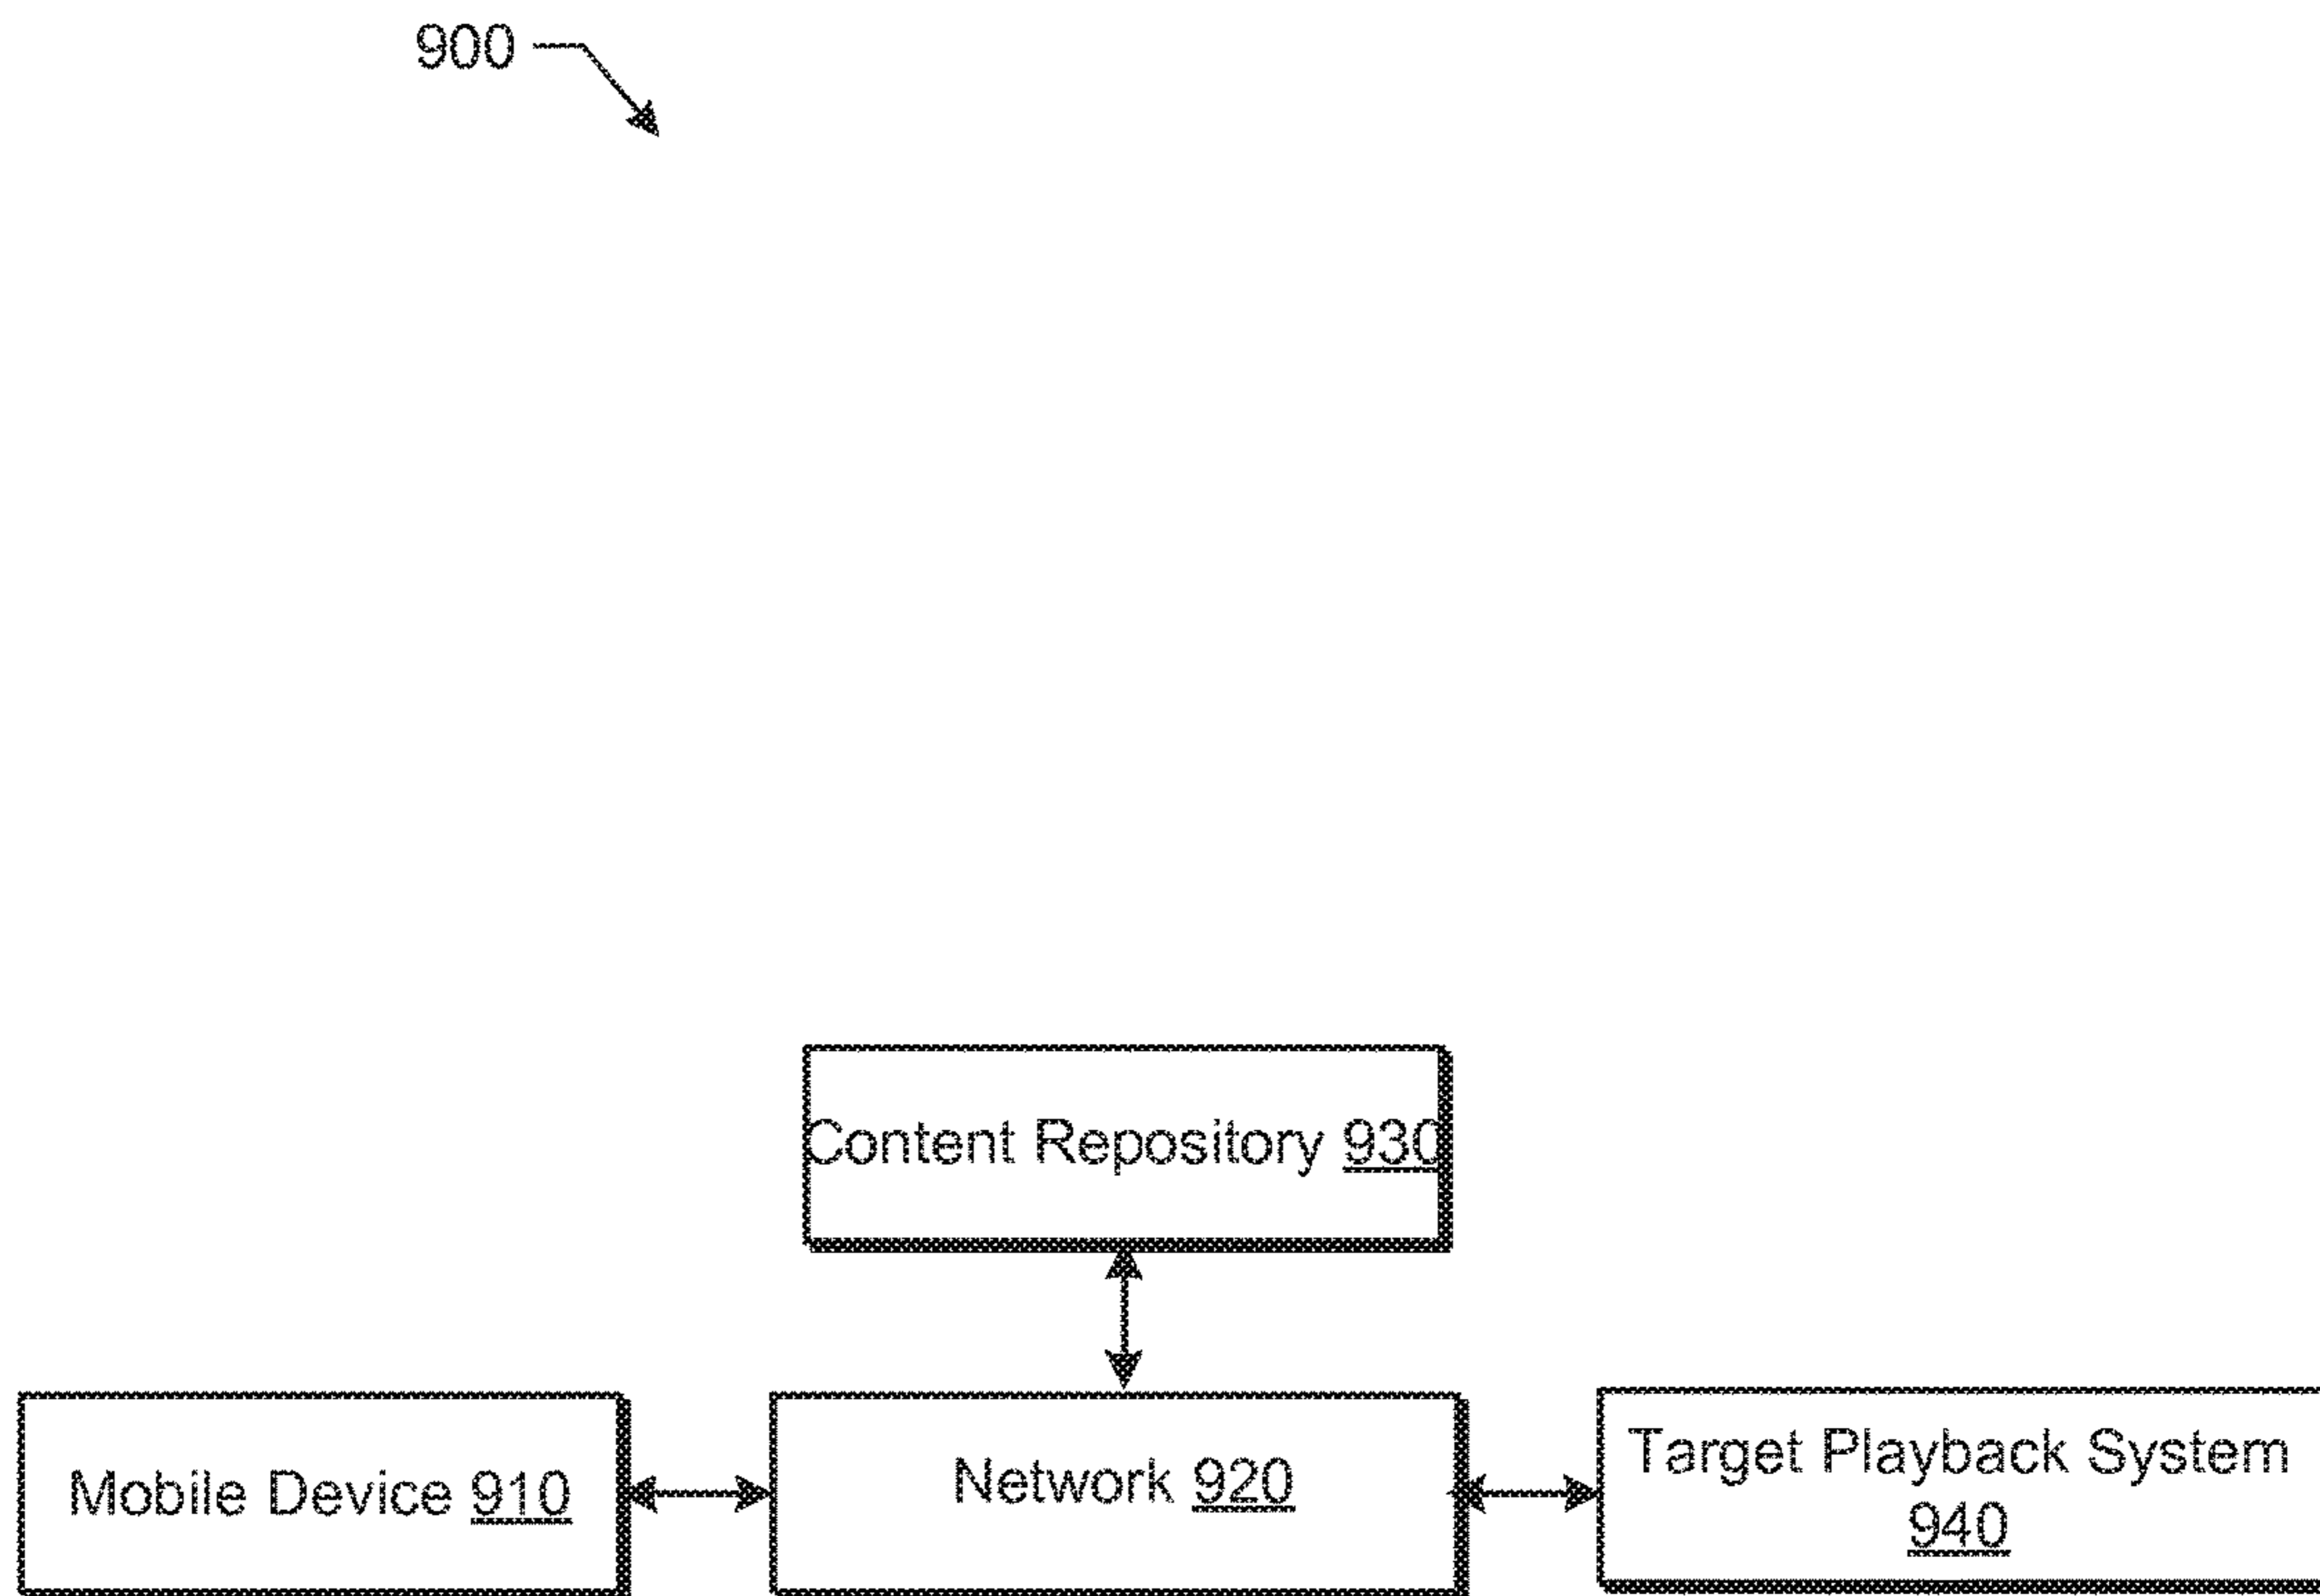 900
Content Repository 930
Mobile Device 910
Network 920
Target Playback System
940